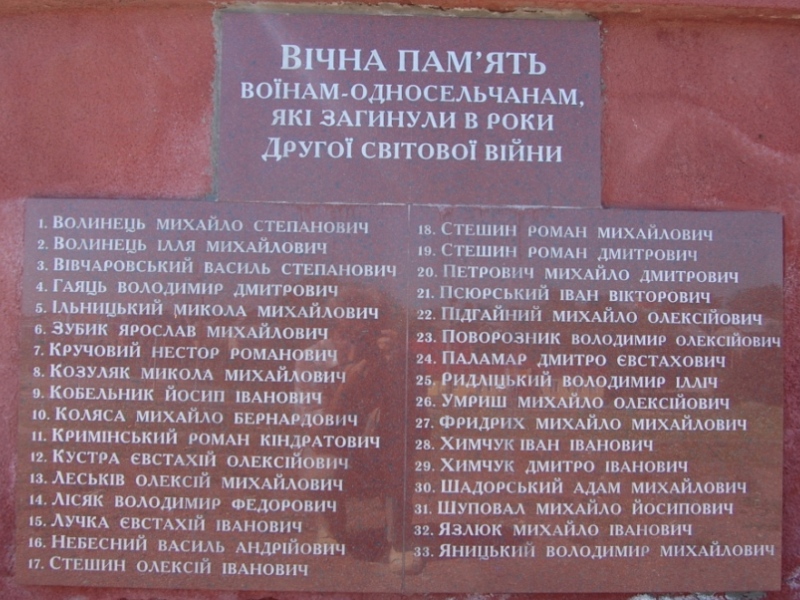 ВІЧНА ПАМ'ЯТЬ
ВОЇНАМ-ОДНОСЕЛЬЧАНАМ,
ЯКІ ЗАГИНУЛИ В РОКИ
ДРУГОЇ СВІТОВОЇ ВІЙНИ
1. ВОЛИНЕЦЬ МИХАЙЛО СТЕПАНОВИЧ
2. ВОЛИНЕЦЬ ІЛЛЯ МИХАЙЛОВИЧ
3. ВІВЧАРОВСЬКИЙ ВАСИЛЬ СТЕПАНОВИЧ
4. ГАЯЦЬ ВОЛОДИМИР ДМИТРОВИЧ
5. ІЛЬНИЦЬКИЙ МИКОЛА МИХАЙЛОВИЧ
6. ЗУБИК ЯРОСЛАВ МИХАЙЛОВИЧ
7. КРУЧОВИЙ НЕСТОР РОМАНОВИЧ
8. КОЗУЛЯК МИКОЛА МИХАЙЛОВИЧ
9. КОБЕЛЬНИК ЙОСИП ІВАНОВИЧ
10. КОЛЯСА МИХАЙЛО БЕРНАРДОВИЧ
11. КРИМІНСЬКИЙ РОМАН КІНДРАТОВИЧ
12. КУСТРА ЄВСТАХІЙ ОЛЕКСІЙОВИЧ
13. ЛЕСЬКІВ ОЛЕКСІЙ МИХАЙЛОВИЧ
14. ЛІСЯК ВОЛОДИМИР ФЕДОРОВИЧ
15. ЛУЧКА ЄВСТАХІЙ ІВАНОВИЧ
16. НЕБЕСНИЙ ВАСИЛЬ АНДРІЙОВИЧ
17. СТЕШИН ОЛЕКСІЙ ІВАНОВИЧ
18. СТЕШИН РОМАН МИХАЙЛОВИЧ
19. СТЕШИН РОМАН ДМИТРОВИЧ
20. ПЕТРОВИЧ МИХАЙЛО ДМИТРОВИЧ
21. ПСЮРСЬКИЙ ІВАН ВІКТОРОВИЧ
22. ПІДГАЙНИЙ МИХАЙЛО ОЛЕКСІЙОВИЧ
23. ПОВОРОЗНИК ВОЛОДИМИР ОЛЕКСІЙОВИЧ
24. ПАЛАМАР ДМИТРО ЄВСТАХОВИЧ
25. РИДЛІЦЬКИЙ ВОЛОДИМИР ІЛЛІЧ
26. УМРИШ МИХАЙЛО ОЛЕКСІЙОВИЧ
27. ФРИДРИХ МИХАЙЛО МИХАЙЛОВИЧ
28. ХИМЧУК ІВАН ІВАНОВИЧ
29. ХИМЧУК ДМИТРО ІВАНОВИЧ
30. ШАДОРСЬКИЙ АДАМ МИХАЙЛОВИЧ
31. ШУПОВАЛ МИХАЙЛО ЙОСИПОВИЧ
32. ЯЗЛЮК МИХАЙЛО ІВАНОВИЧ
33. ЯНИЦЬКИЙ ВОЛОДИМИР МИХАЙЛОВИЧ